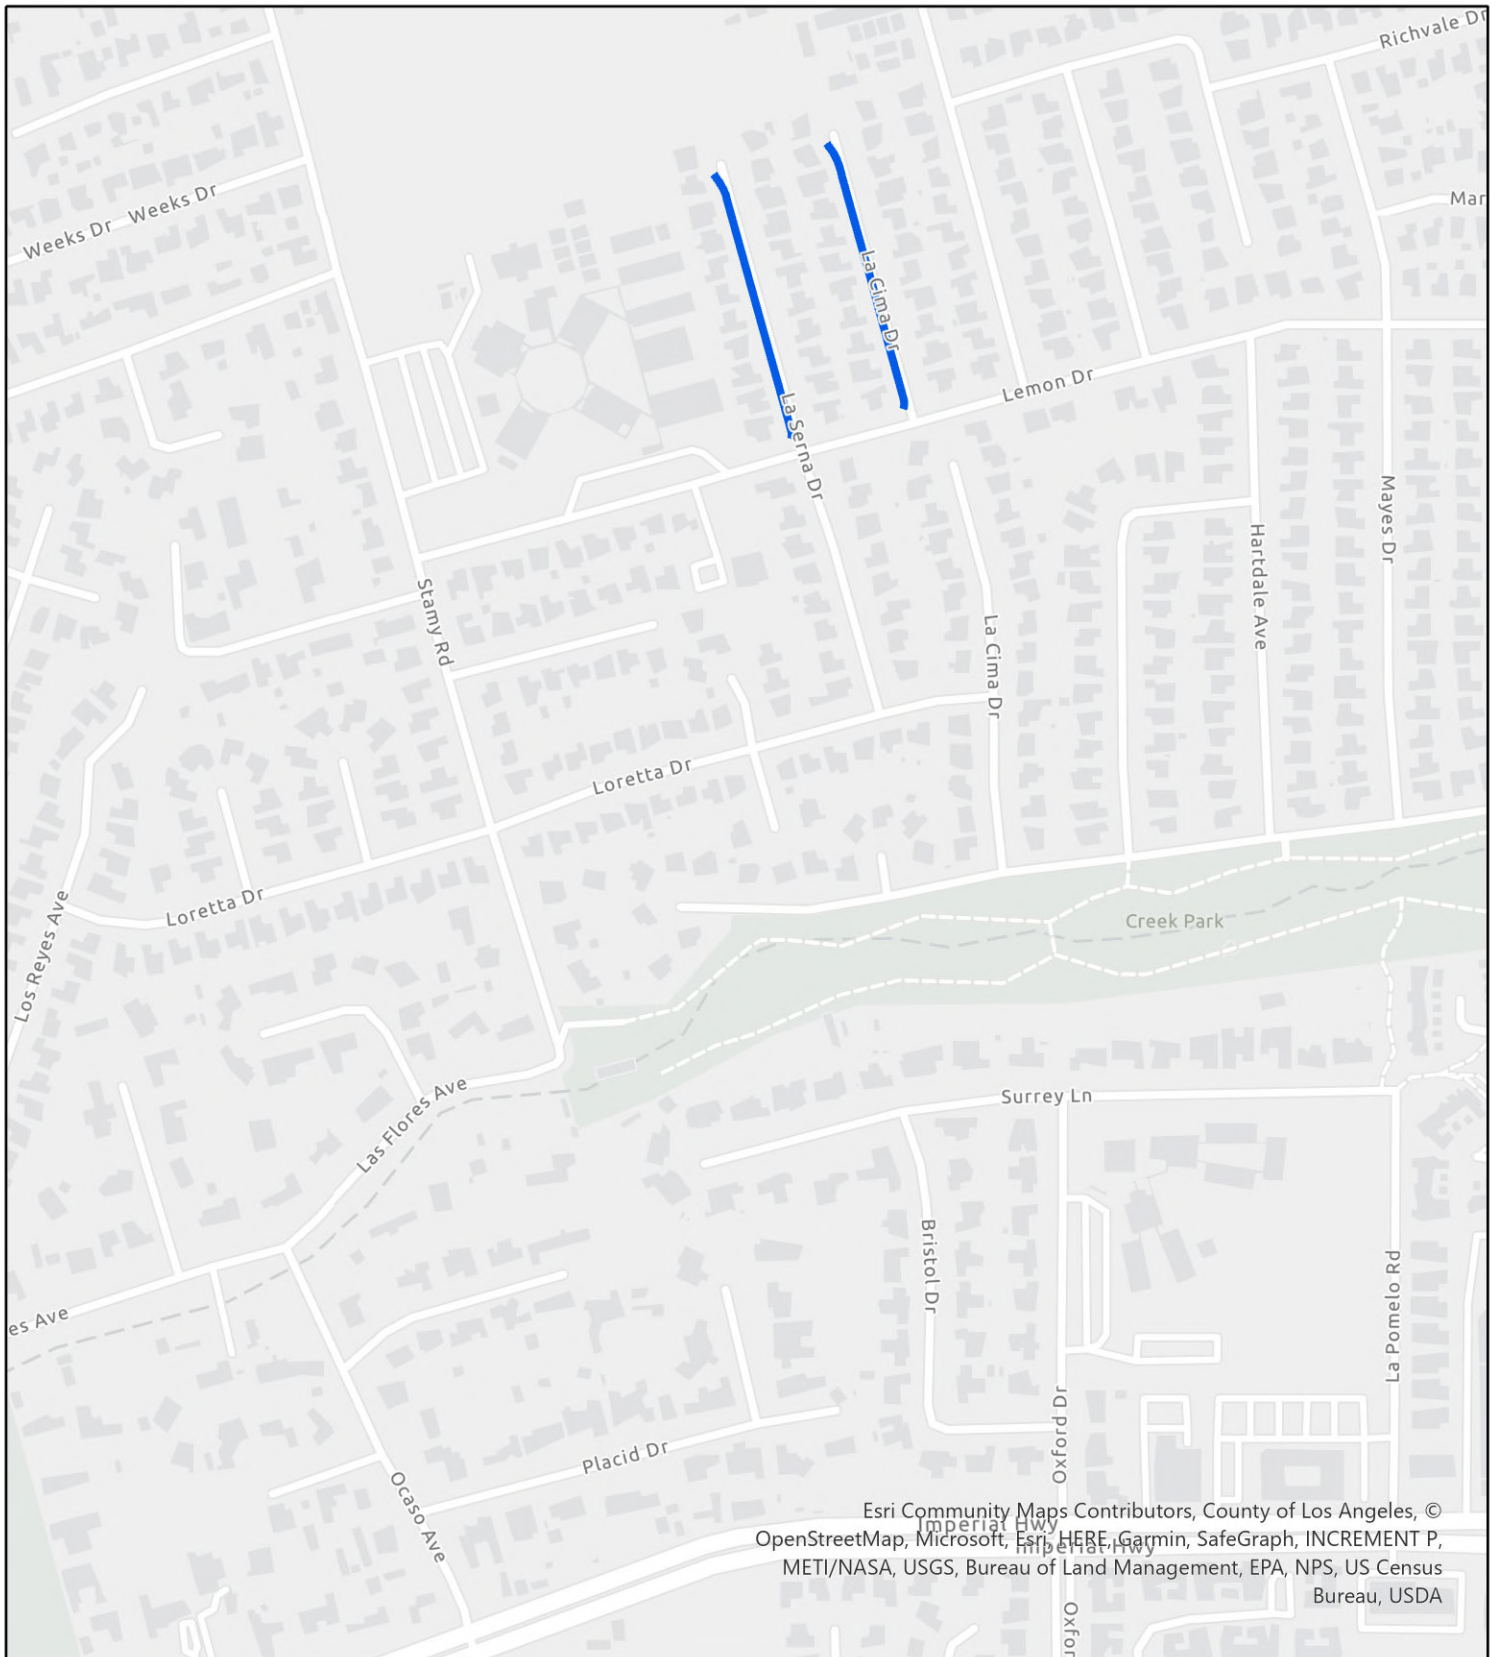 Richvale Dr
Weeks Dr
Weeks Dr
Mar
La Cima Dr
Lemon Dr
La Serna Dr
Mayes Dr
Hartdale Ave
Stamy Rd
La Cima Dr
Loretta Dr
Loretta Dr
Los Reyes Ave
Creek Park
Las Flores Ave
Surrey Ln
Bristol Dr
La Pomelo Rd
es Ave
Oxford Dr
Placid Dr
Ocaso Ave
Imperial Hwy
Imperial Hwy
Esri Community Maps Contributors, County of Los Angeles, ©
OpenStreetMap, Microsoft, Esri, HERE, Garmin, SafeGraph, INCREMENT P,
METI/NASA, USGS, Bureau of Land Management, EPA, NPS, US Census
Bureau, USDA
Oxfor